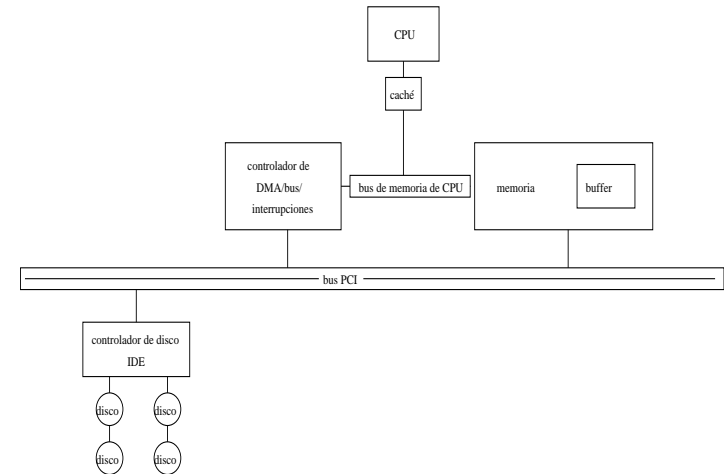 CPU
caché
controlador de
DMA/bus/
interrupciones
bus de memoria de CPU
memoria
buffer
bus PCI
controlador de disco
IDE
disco
disco
disco
disco